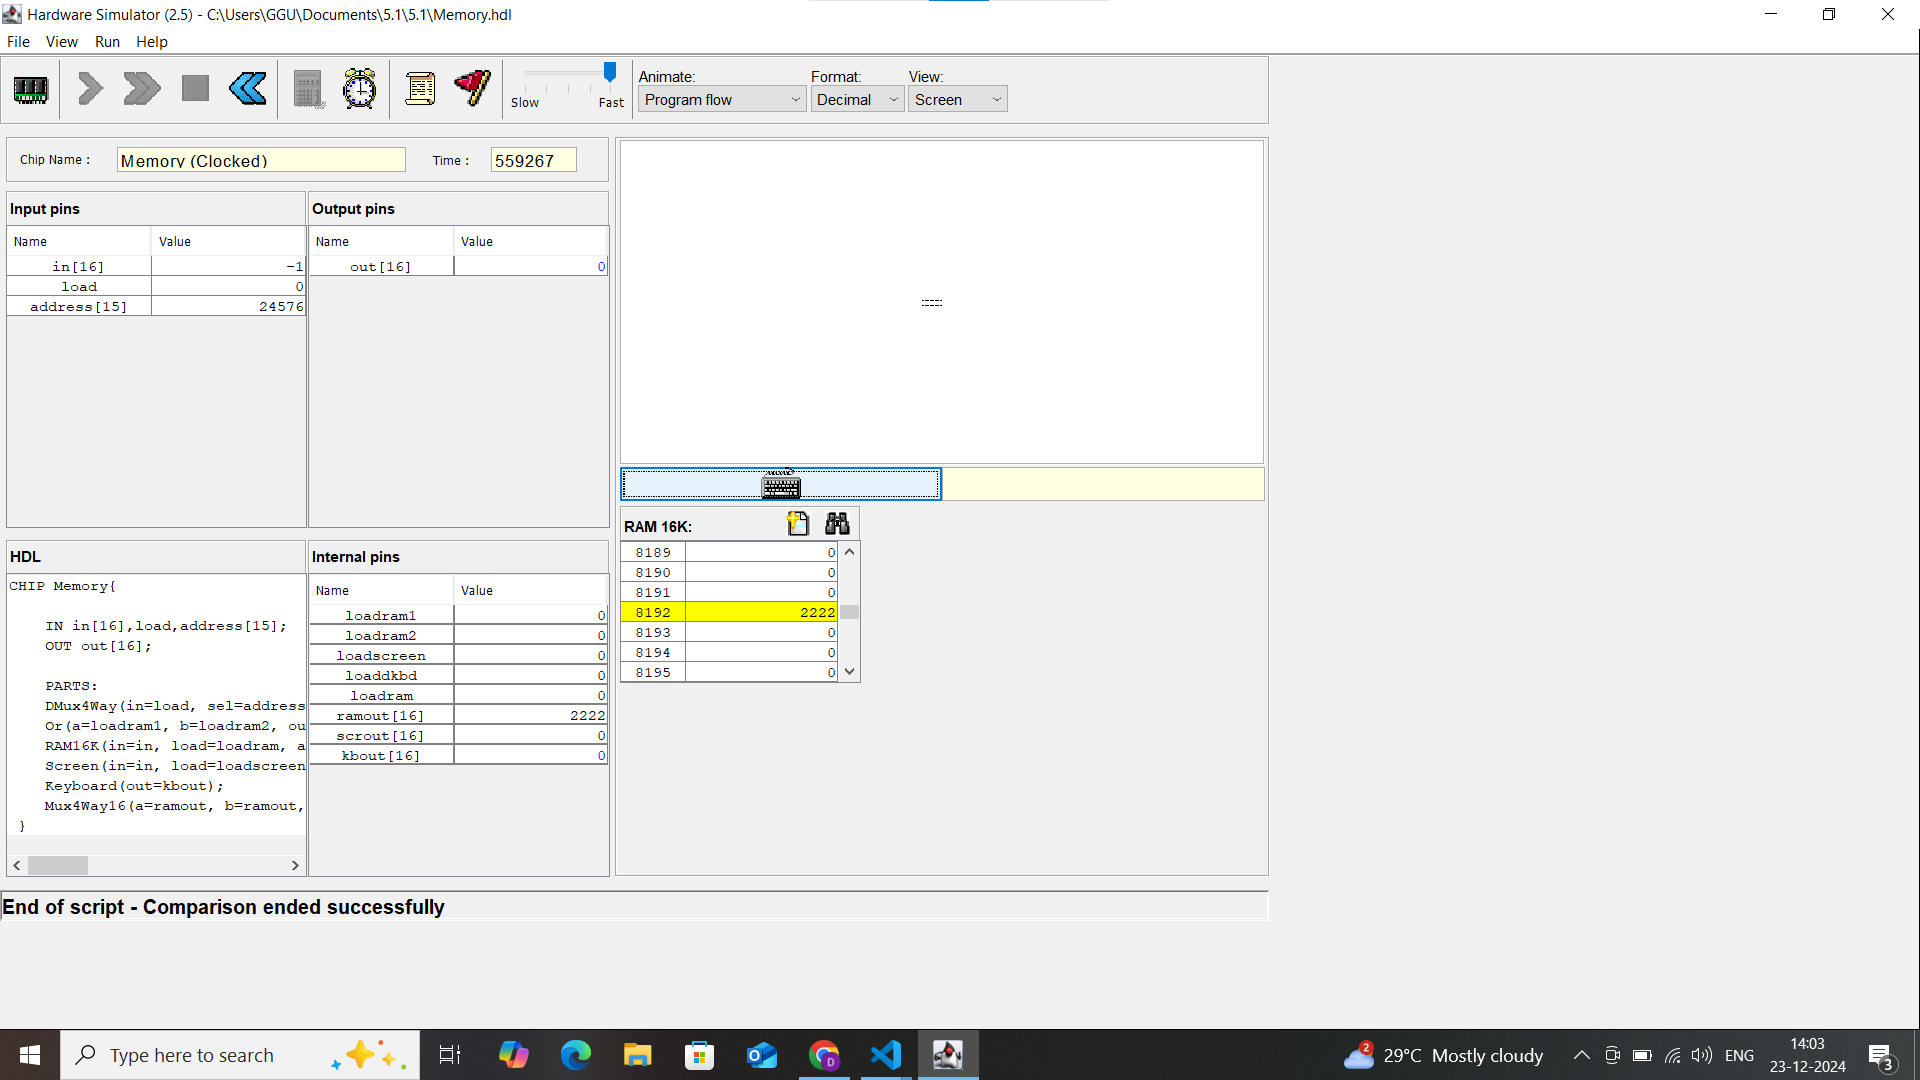 Hardware Simulator (2.5) - C:\Users\GGU\Documents\5.1\5.1\Memory.hdl
File View Run Help
Slow Fast
Animate: Format: View:
Program flow Decimal Screen
Chip Name : Memory (Clocked) Time : 559267
Input pins
Name Value
in[16] -1
load 0
address[15] 24576
Output pins
Name Value
out[16] 0
RAM 16K:
8189 0
8190 0
8191 0
8192 2222
8193 0
8194 0
8195 0
HDL
CHIP Memory{
IN in[16],load,address[15];
OUT out[16];
PARTS:
DMux4Way(in=load, sel=address
Or(a=loadram1, b=loadram2, ou
RAM16K(in=in, load=loadram, a
Screen(in=in, load=loadscreen
Keyboard(out=kbout);
Mux4Way16(a=ramout, b=ramout,
}
Internal pins
Name Value
loadram1 0
loadram2 0
loadscreen 0
loaddkbd 0
loadram 0
ramout[16] 2222
scrout[16] 0
kbout[16] 0
End of script - Comparison ended successfully
Type here to search
2
29°C Mostly cloudy
ENG
14:03
23-12-2024
3